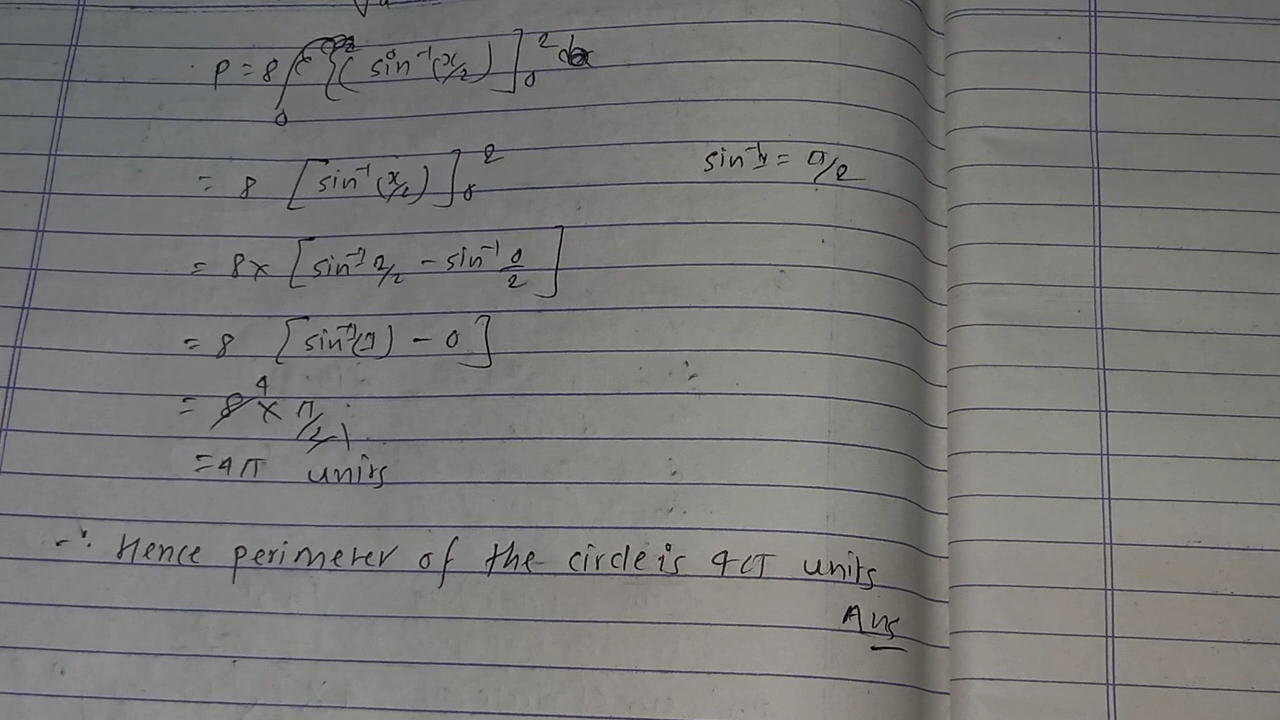 P = 8 [ sin⁻¹(x/2) ]₀²
= 8 [ sin⁻¹(x/2) ]₀² sin⁻¹1 = π/2
= 8× [ sin⁻¹ 2/2 - sin⁻¹ 0/2 ]
= 8 [ sin⁻¹(1) - 0 ]
= 8 4 × π/2 1
= 4π units
∴ Hence perimeter of the circle is 4π units
Ans